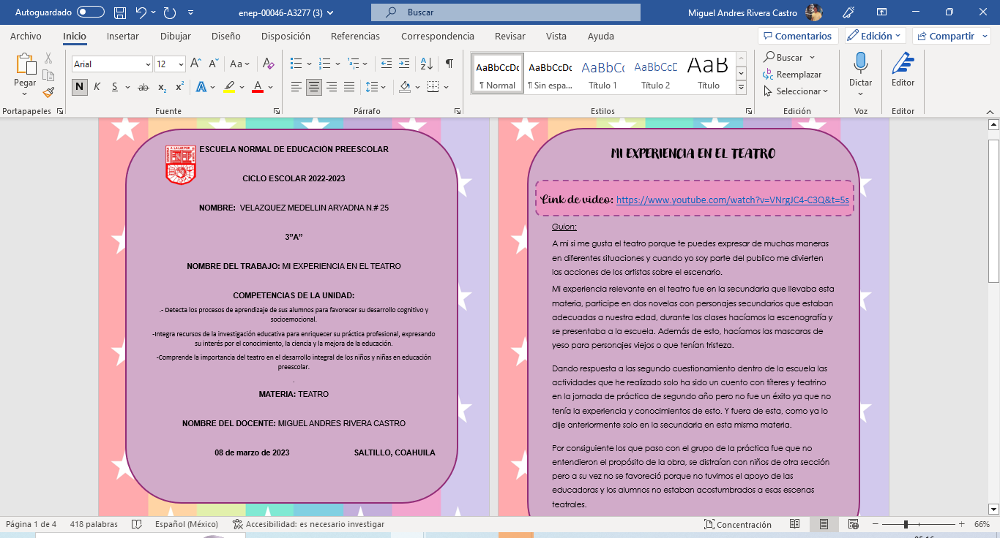 Autoguardado
enep-00046-A3277 (3)
Buscar
Miguel Andres Rivera Castro
Archivo Inicio Insertar Dibujar Diseño Disposición Referencias Correspondencia Revisar Vista Ayuda
Comentarios Edición Compartir
Pegar
Arial 12
N K S ab x₂ x²
AaBbCcDc AaBbCcDc AaBbCc AaBbCcD AaB
¶ Normal ¶ Sin espa... Título 1 Título 2 Título
Buscar
Reemplazar
Seleccionar
Dictar
Editor
Portapapeles Fuente Párrafo Estilos Edición Voz Editor
ESCUELA NORMAL DE EDUCACIÓN PREESCOLAR
CICLO ESCOLAR 2022-2023
NOMBRE: VELAZQUEZ MEDELLIN ARYADNA N.# 25
3”A”
NOMBRE DEL TRABAJO: MI EXPERIENCIA EN EL TEATRO
COMPETENCIAS DE LA UNIDAD:
.- Detecta los procesos de aprendizaje de sus alumnos para favorecer su desarrollo cognitivo y
socioemocional.
-Integra recursos de la investigación educativa para enriquecer su práctica profesional, expresando
su interés por el conocimiento, la ciencia y la mejora de la educación.
-Comprende la importancia del teatro en el desarrollo integral de los niños y niñas en educación
preescolar.
.
MATERIA: TEATRO
NOMBRE DEL DOCENTE: MIGUEL ANDRES RIVERA CASTRO
08 de marzo de 2023 SALTILLO, COAHUILA
MI EXPERIENCIA EN EL TEATRO
Link de video: https://www.youtube.com/watch?v=VNrgJC4-C3Q&t=5s
Guion:
A mi si me gusta el teatro porque te puedes expresar de muchas maneras
en diferentes situaciones y cuando yo soy parte del publico me divierten
las acciones de los artistas sobre el escenario.
Mi experiencia relevante en el teatro fue en la secundaria que llevaba esta
materia, participe en dos novelas con personajes secundarios que estaban
adecuadas a nuestra edad, durante las clases hacíamos la escenografía y
se presentaba a la escuela. Además de esto, hacíamos las mascaras de
yeso para personajes viejos o que tenían tristeza.
Dando respuesta a las segundo cuestionamiento dentro de la escuela las
actividades que he realizado solo ha sido un cuento con títeres y teatrino
en la jornada de práctica de segundo año pero no fue un éxito ya que no
tenía la experiencia y conocimientos de esto. Y fuera de esta, como ya lo
dije anteriormente solo en la secundaria en esta misma materia.
Por consiguiente los que paso con el grupo de la práctica fue que no
entendieron el propósito de la obra, se distraían con niños de otra sección
pero a su vez no se favoreció porque no tuvimos el apoyo de las
educadoras y los alumnos no estaban acostumbrados a esas escenas
teatrales.
Página 1 de 4 418 palabras Español (México) Accesibilidad: es necesario investigar
Concentración 66%